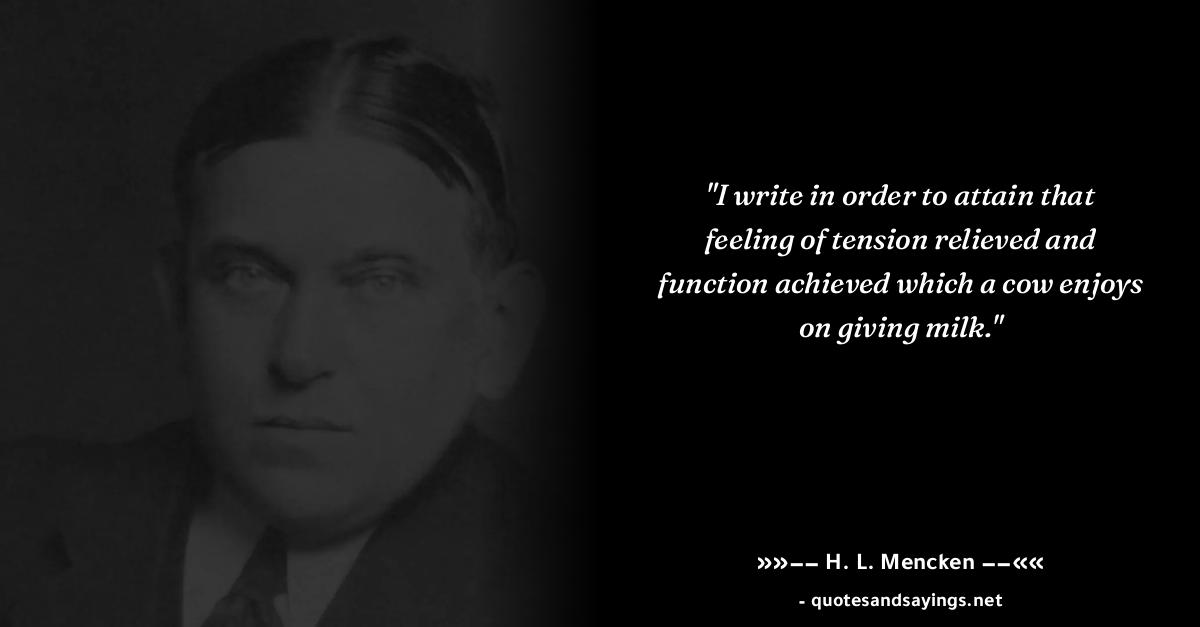 "I write in order to attain that
feeling of tension relieved and
function achieved which a cow enjoys
on giving milk."
»»–– H. L. Mencken ––««
- quotesandsayings.net